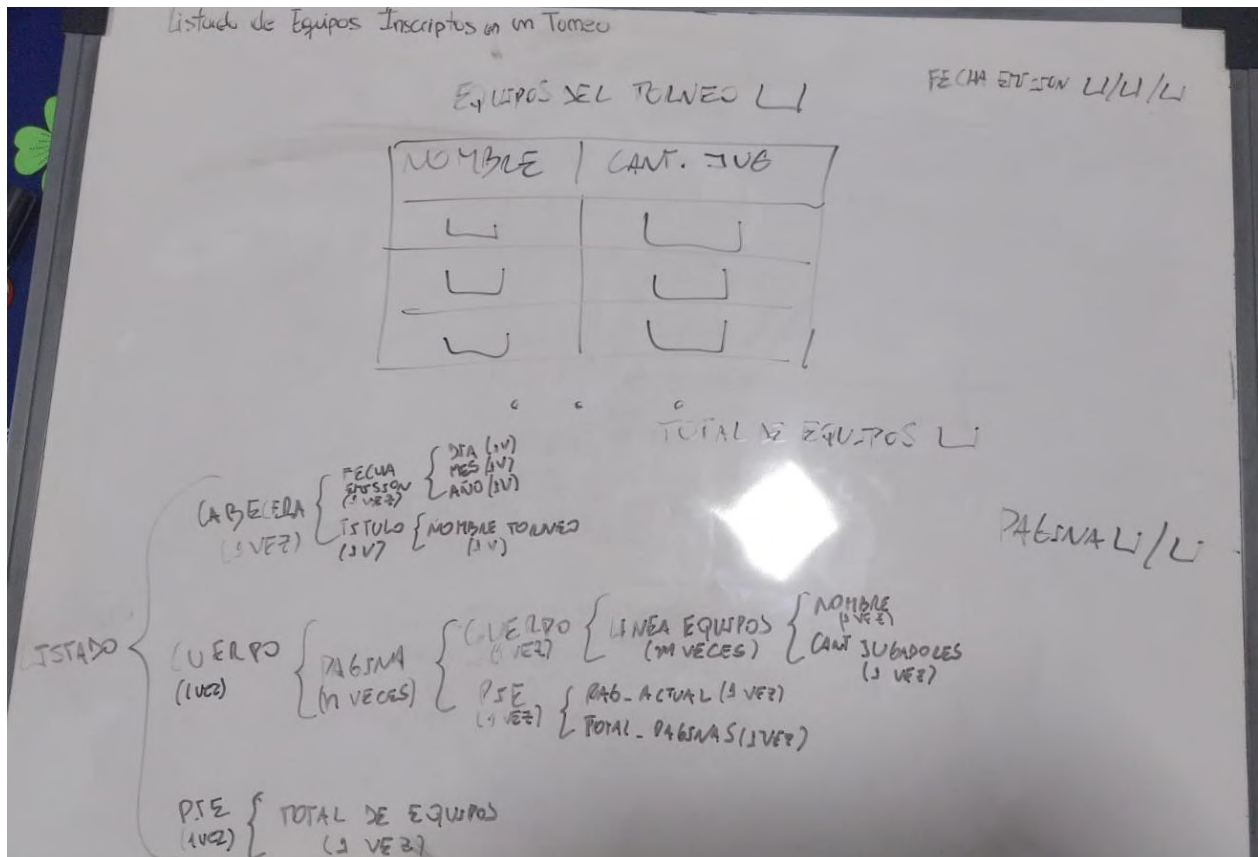 Listado de Equipos Inscriptos en un Torneo
EQUIPOS DEL TORNEO
FECHA EMISION / /
NOMBRE CANT. JUG
TOTAL DE EQUIPOS
PAGINA /
LISTADO
CABECERA
(1 VEZ)
FECHA
EMISION
(1 VEZ)
DIA (1V)
MES (1V)
AÑO (1V)
TITULO
(1V)
NOMBRE TORNEO
(1V)
CUERPO
(1 VEZ)
PAGINA
(n VECES)
CUERPO
(1 VEZ)
LINEA EQUIPOS
(m VECES)
NOMBRE
(1 VEZ)
CANT JUGADORES
(1 VEZ)
PIE
(1 VEZ)
PAG_ACTUAL (1 VEZ)
TOTAL_PAGINAS (1 VEZ)
PIE
(1 VEZ)
TOTAL DE EQUIPOS
(1 VEZ)